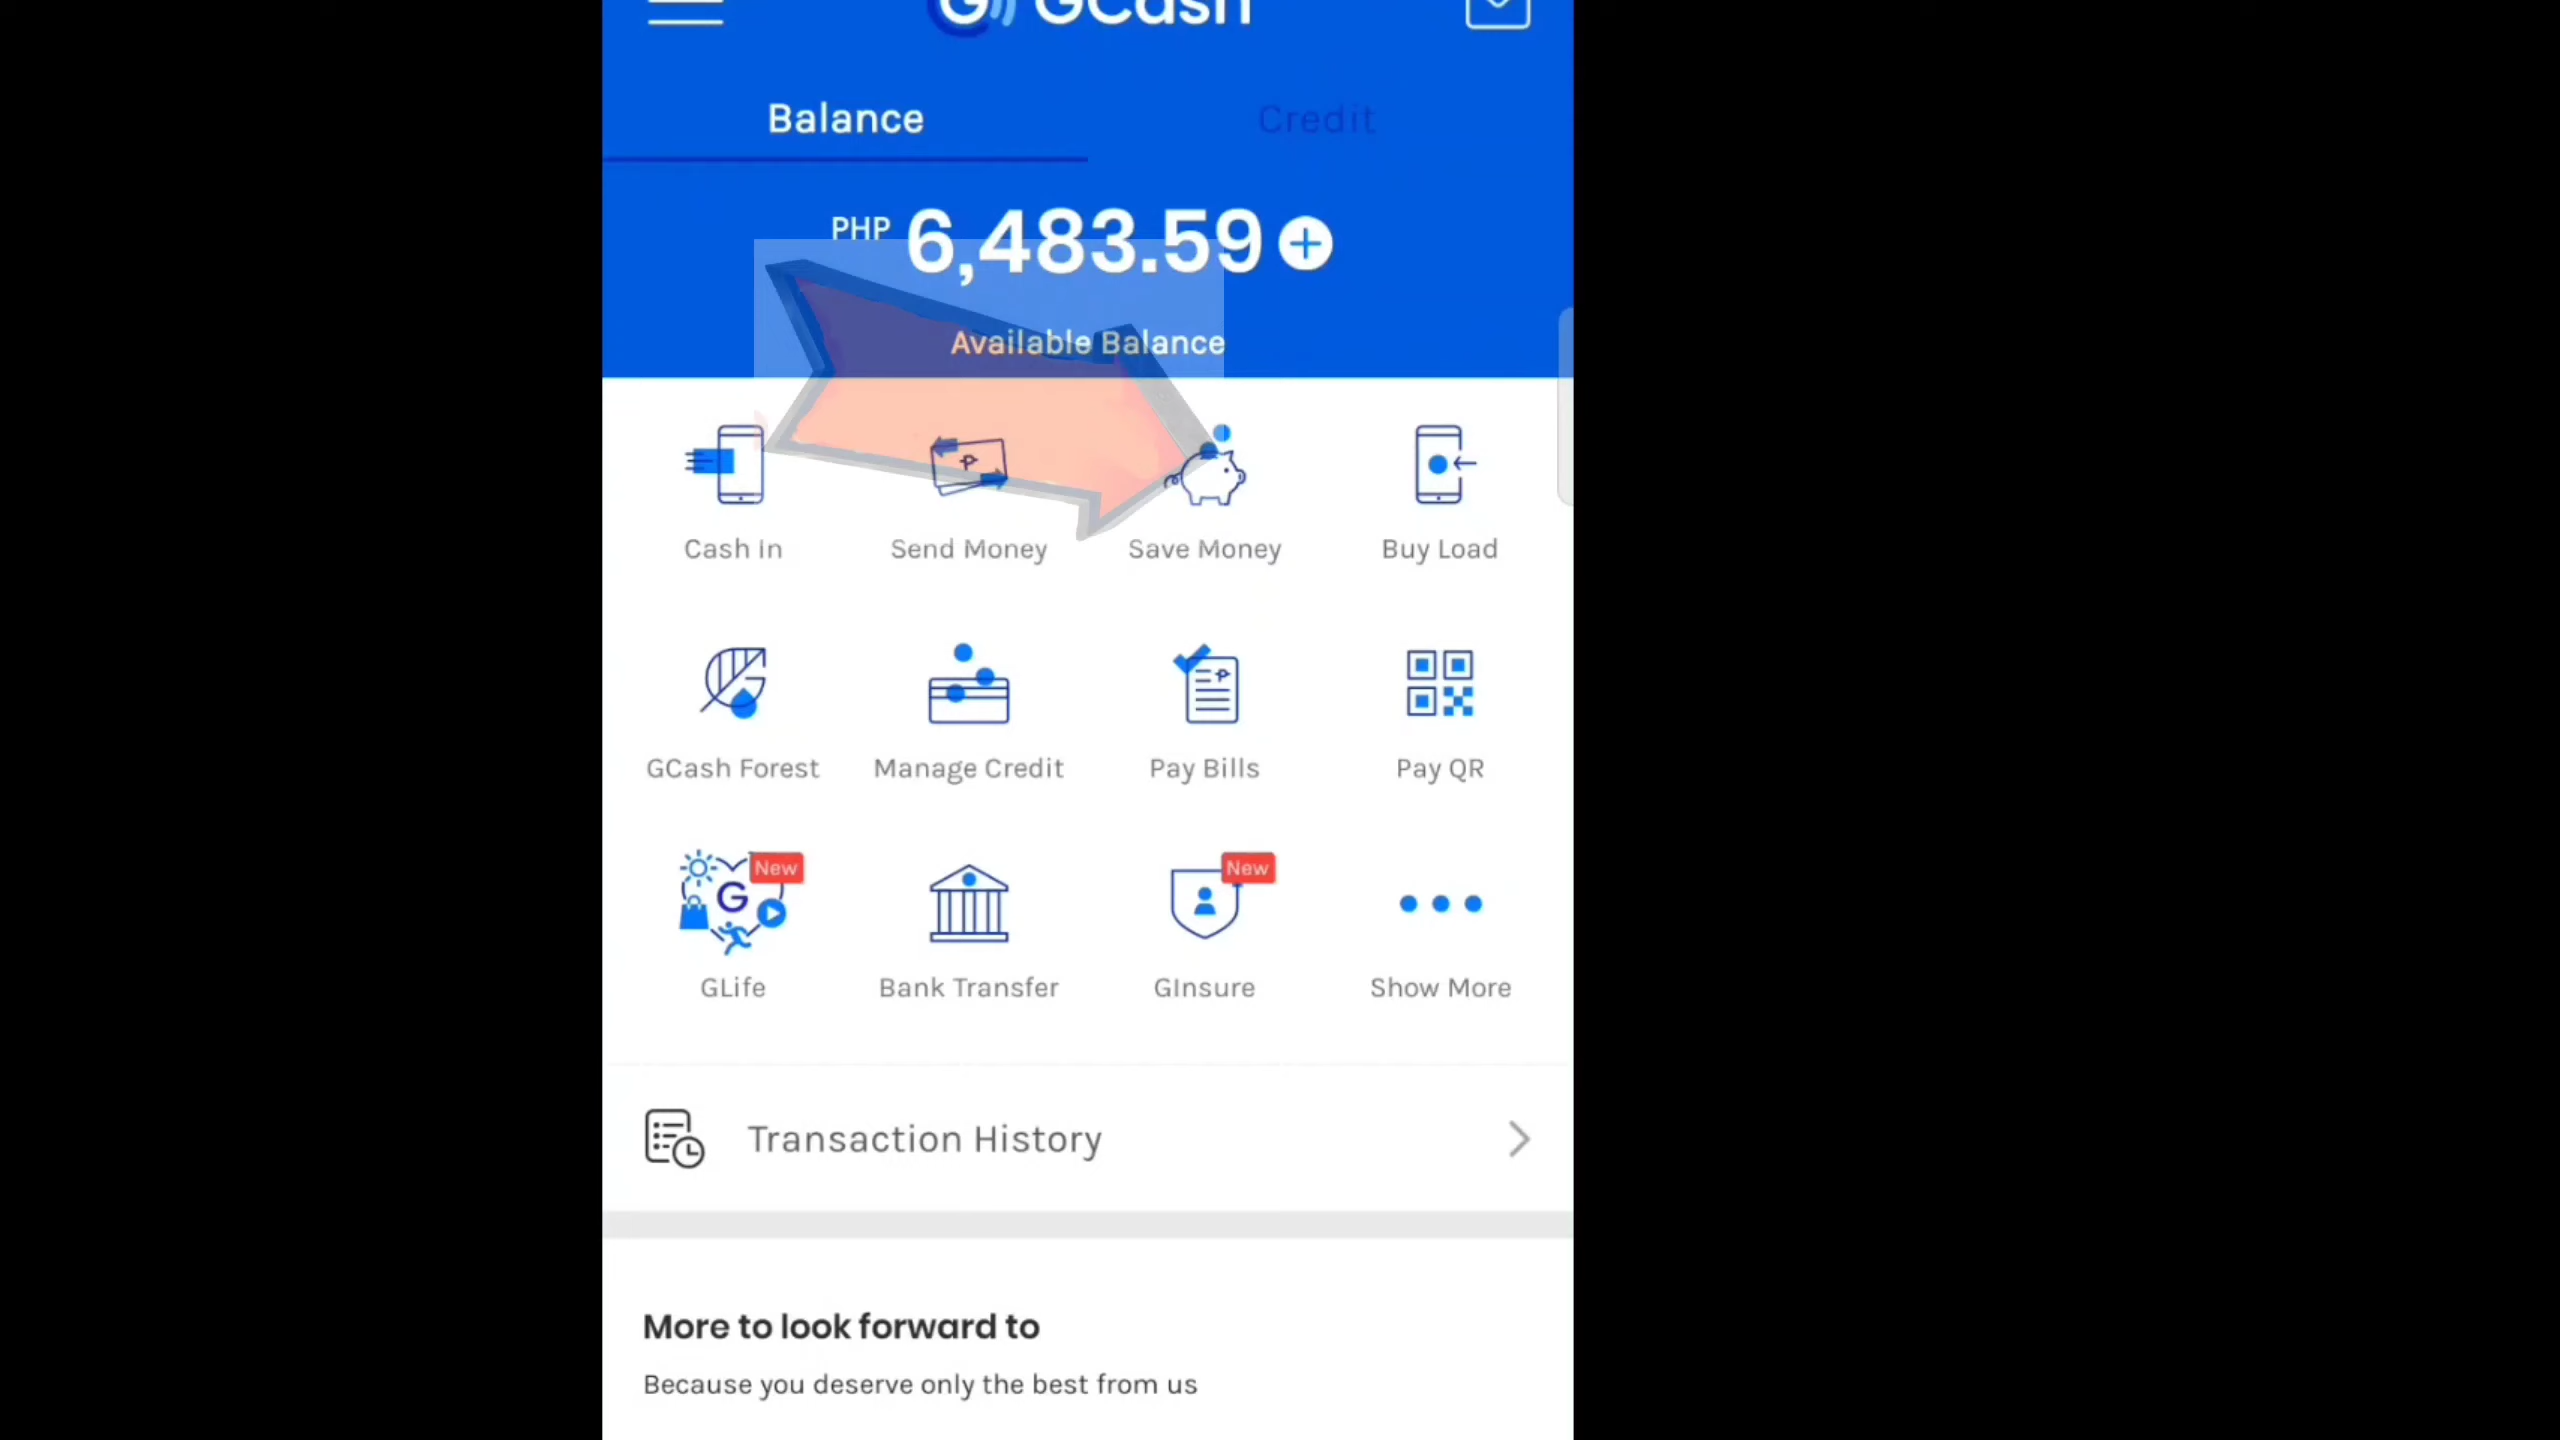 GCash
Balance
Credit
PHP 6,483.59
Available Balance
Cash In
Send Money
Save Money
Buy Load
GCash Forest
Manage Credit
Pay Bills
Pay QR
New
G
New
GLife
Bank Transfer
GInsure
Show More
Transaction History
More to look forward to
Because you deserve only the best from us